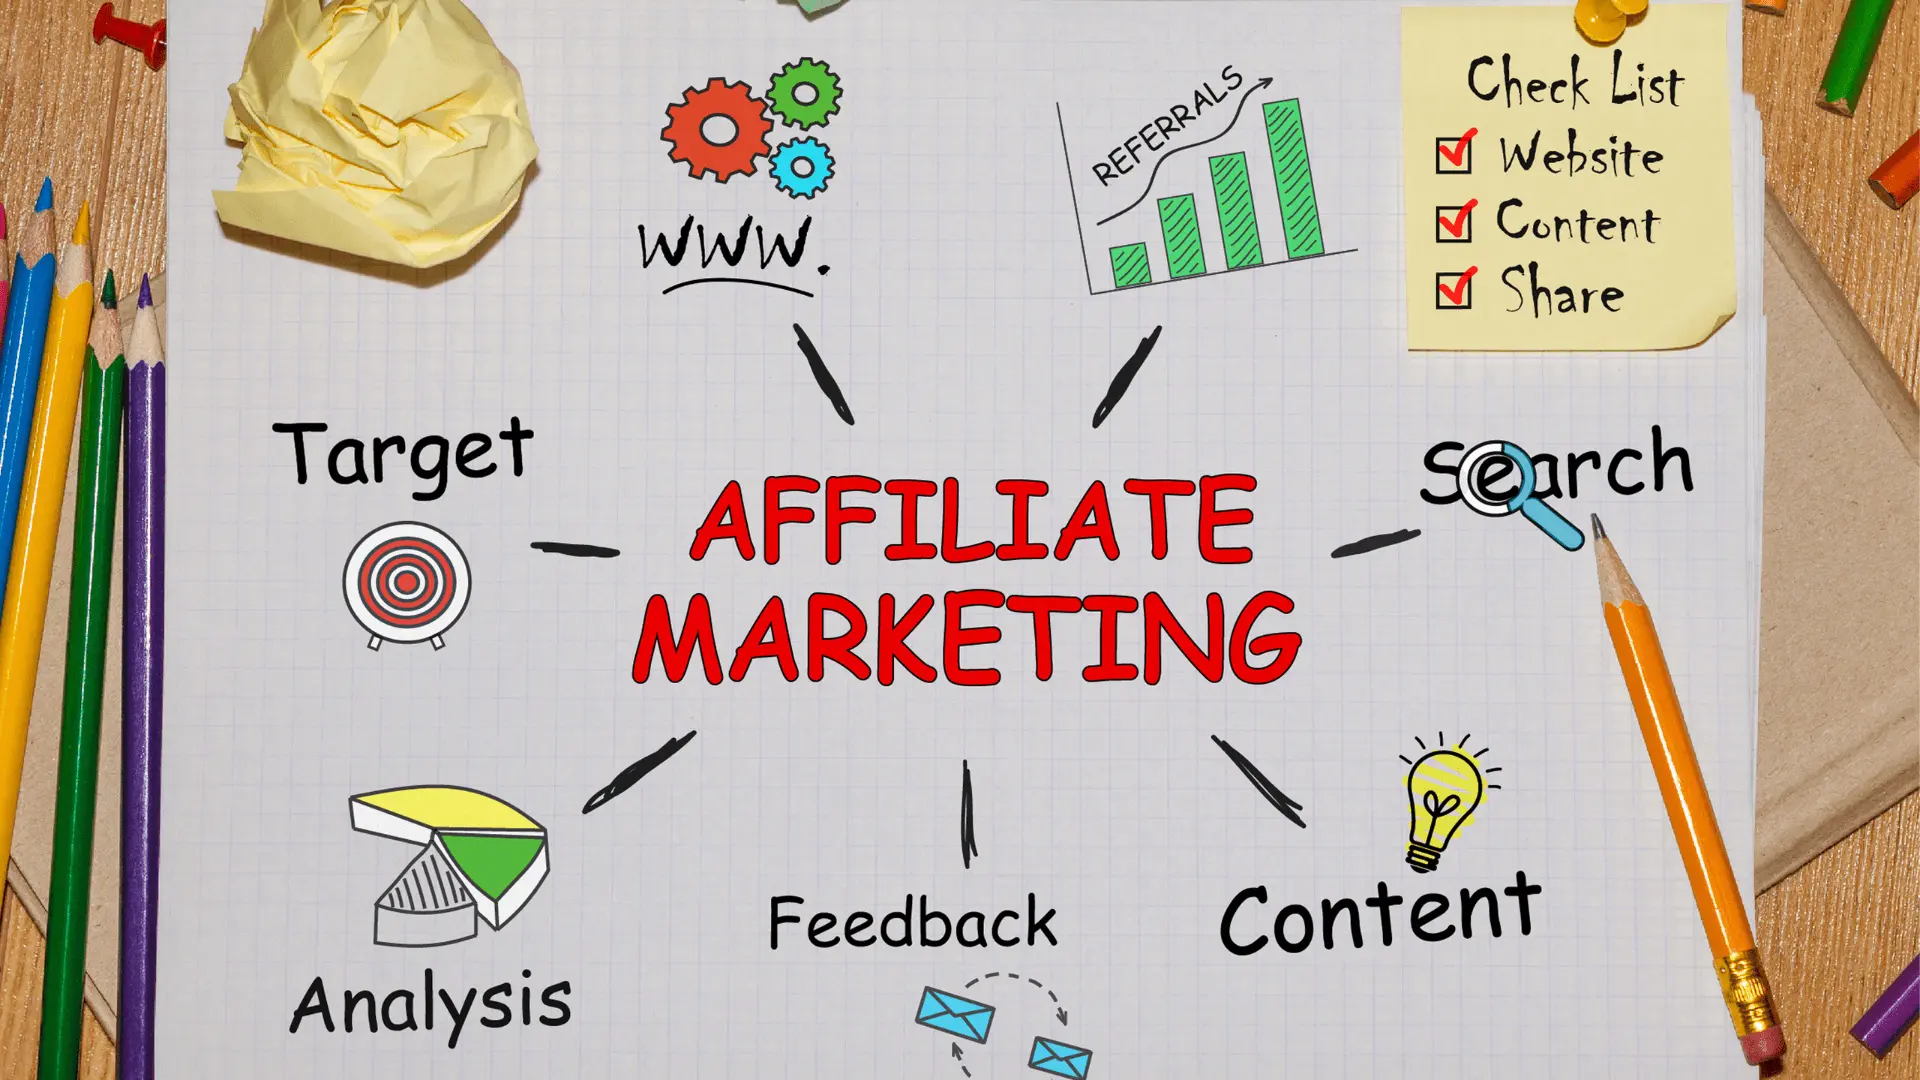 REFERRALS
Check List
Website
Content
Share
www.
Target
Search
AFFILIATE
MARKETING
Content
Feedback
Analysis